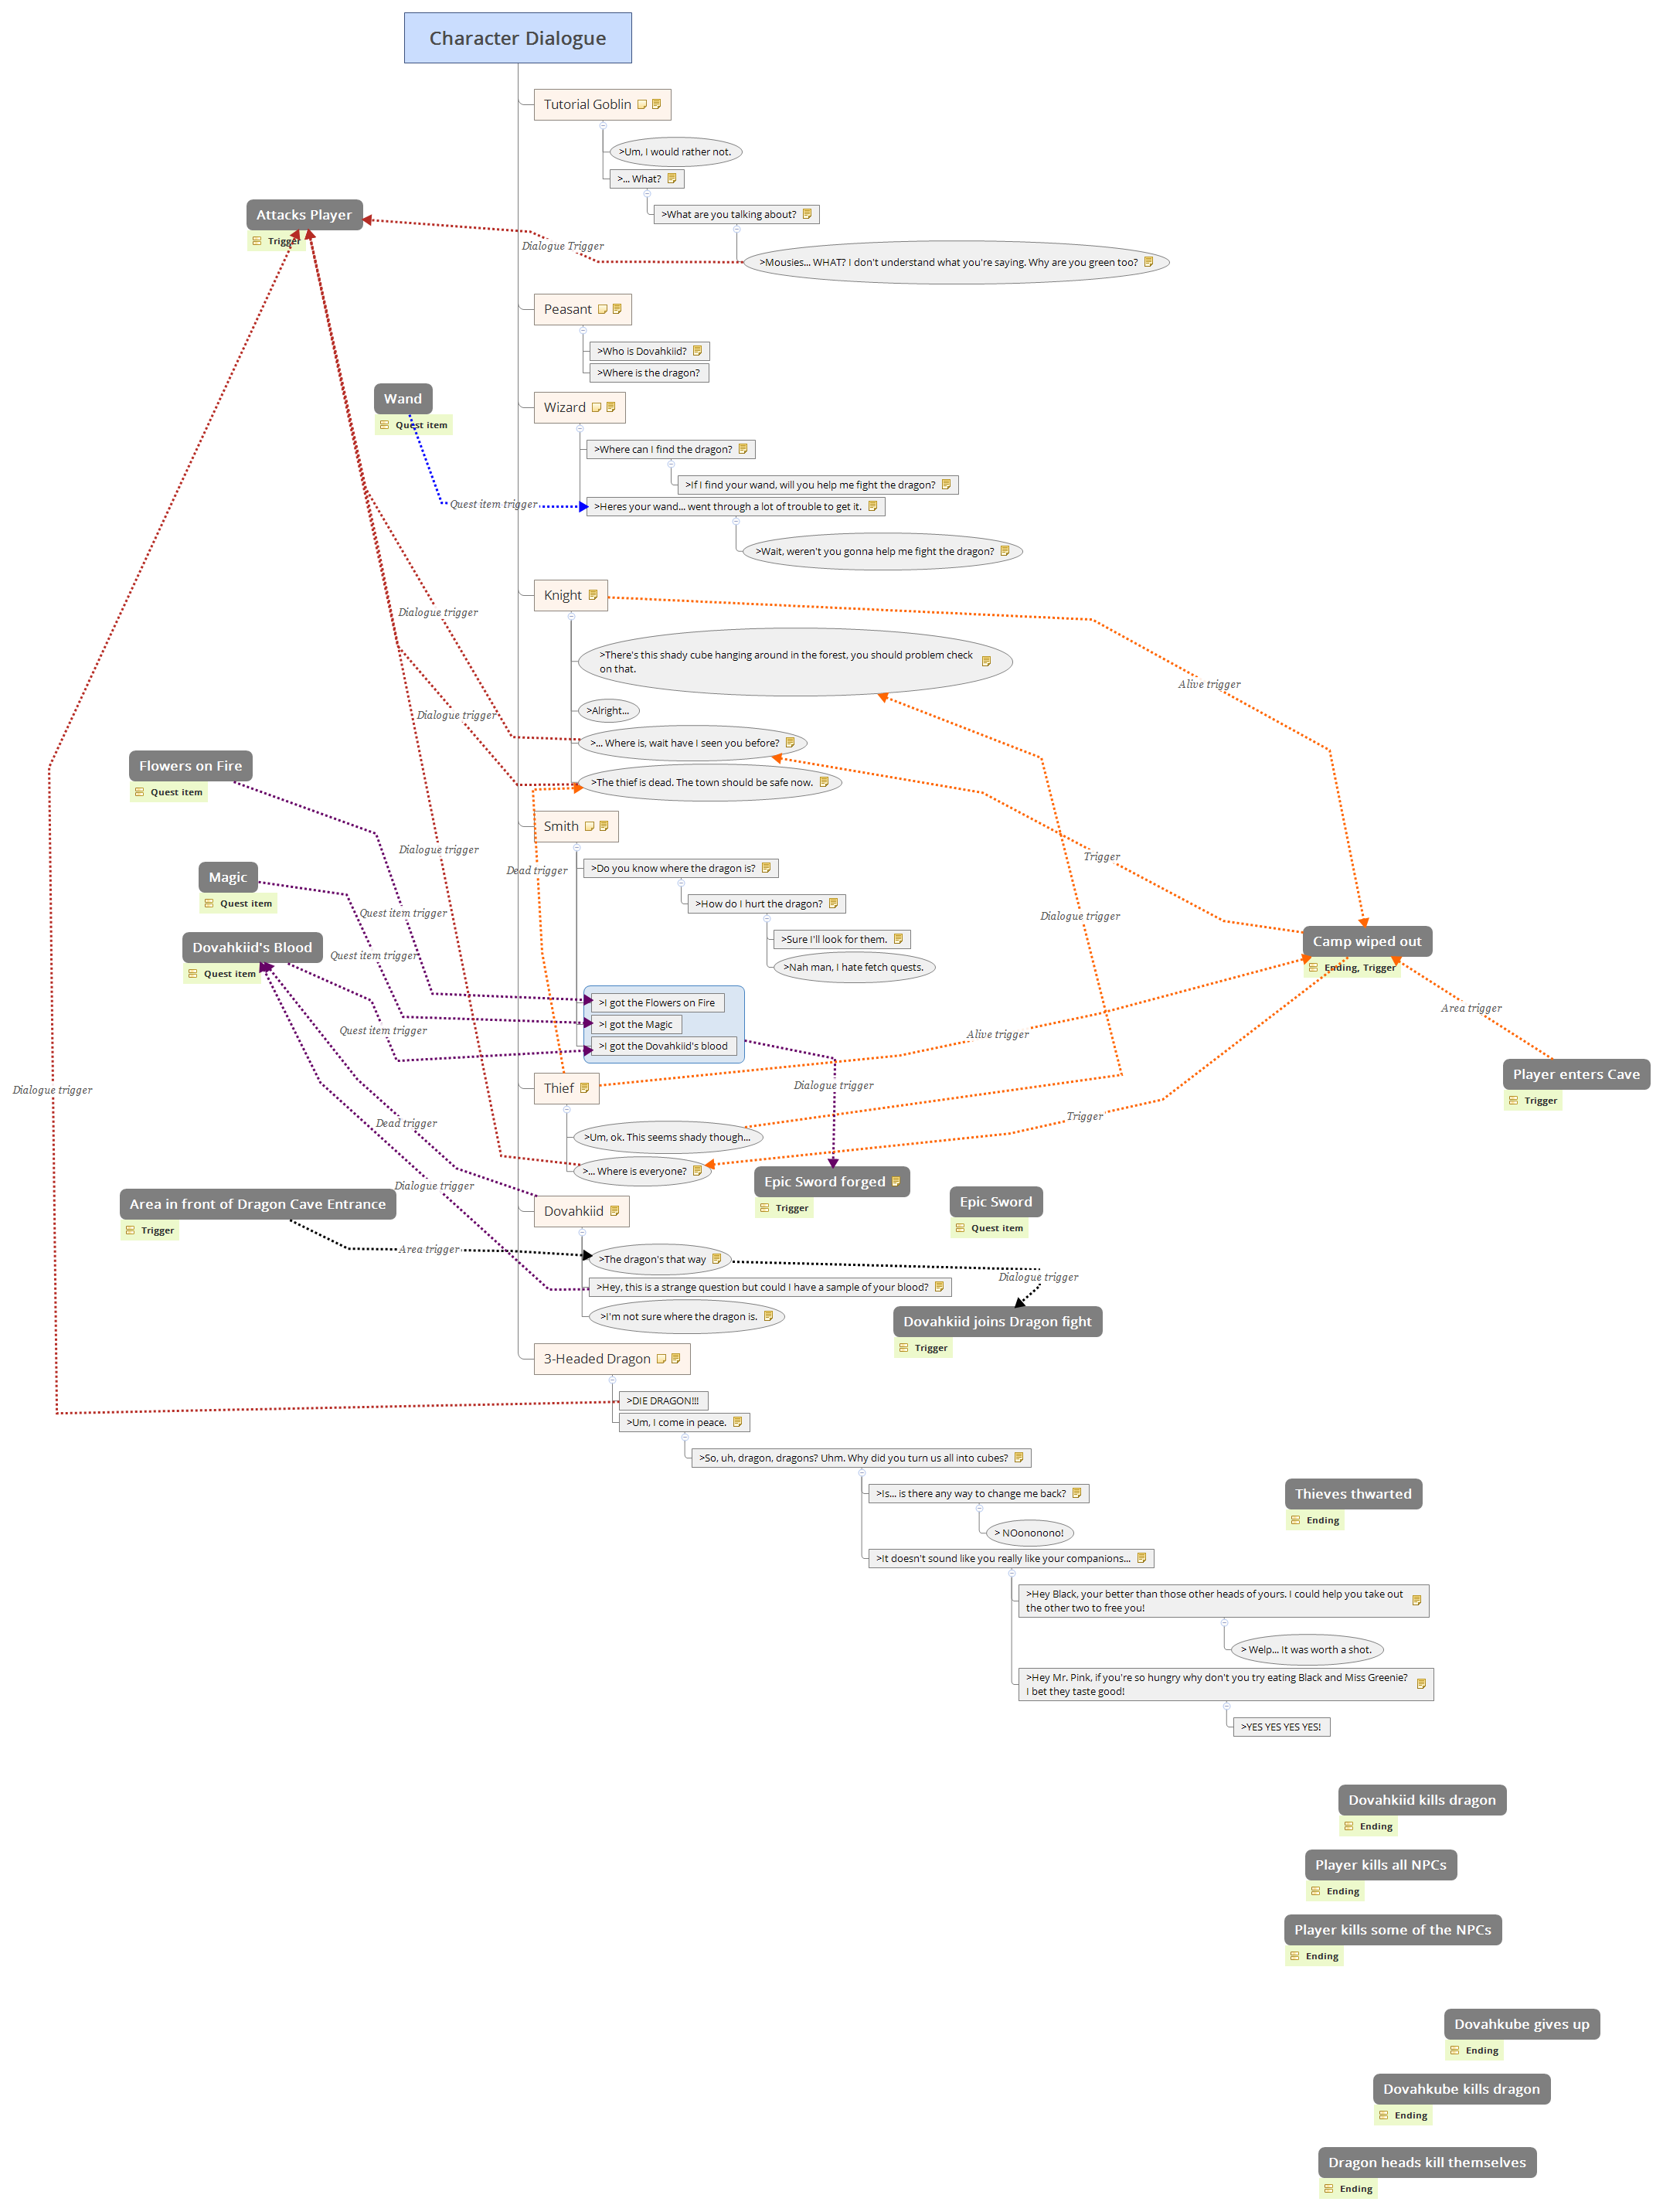 Character Dialogue
Tutorial Goblin
>Um, I would rather not.
>... What?
>What are you talking about?
Attacks Player
Trigger
Dialogue Trigger
>Mousies... WHAT? I don't understand what you're saying. Why are you green too?
Peasant
>Who is Dovahkiid?
>Where is the dragon?
Wand
Quest item
Wizard
>Where can I find the dragon?
>If I find your wand, will you help me fight the dragon?
Quest item trigger
>Heres your wand... went through a lot of trouble to get it.
>Wait, weren't you gonna help me fight the dragon?
Knight
Dialogue trigger
>There's this shady cube hanging around in the forest, you should problem check
on that.
Alive trigger
>Alright...
Dialogue trigger
>... Where is, wait have I seen you before?
Flowers on Fire
Quest item
>The thief is dead. The town should be safe now.
Smith
Dialogue trigger
Trigger
Dead trigger
>Do you know where the dragon is?
Magic
Quest item
>How do I hurt the dragon?
Quest item trigger
Dialogue trigger
>Sure I'll look for them.
Dovahkiid's Blood
Quest item
Quest item trigger
>Nah man, I hate fetch quests.
Camp wiped out
Ending, Trigger
>I got the Flowers on Fire
Area trigger
>I got the Magic
Quest item trigger
Alive trigger
>I got the Dovahkiid's blood
Player enters Cave
Trigger
Dialogue trigger
Thief
Dialogue trigger
Dead trigger
Trigger
>Um, ok. This seems shady though...
>... Where is everyone?
Epic Sword forged
Trigger
Dialogue trigger
Area in front of Dragon Cave Entrance
Trigger
Epic Sword
Quest item
Dovahkiid
Area trigger
>The dragon's that way
Dialogue trigger
>Hey, this is a strange question but could I have a sample of your blood?
>I'm not sure where the dragon is.
Dovahkiid joins Dragon fight
Trigger
3-Headed Dragon
>DIE DRAGON!!!
>Um, I come in peace.
>So, uh, dragon, dragons? Uhm. Why did you turn us all into cubes?
>Is... is there any way to change me back?
Thieves thwarted
Ending
> NOononono!
>It doesn't sound like you really like your companions...
>Hey Black, your better than those other heads of yours. I could help you take out
the other two to free you!
> Welp... It was worth a shot.
>Hey Mr. Pink, if you're so hungry why don't you try eating Black and Miss Greenie?
I bet they taste good!
>YES YES YES YES!
Dovahkiid kills dragon
Ending
Player kills all NPCs
Ending
Player kills some of the NPCs
Ending
Dovahkube gives up
Ending
Dovahkube kills dragon
Ending
Dragon heads kill themselves
Ending